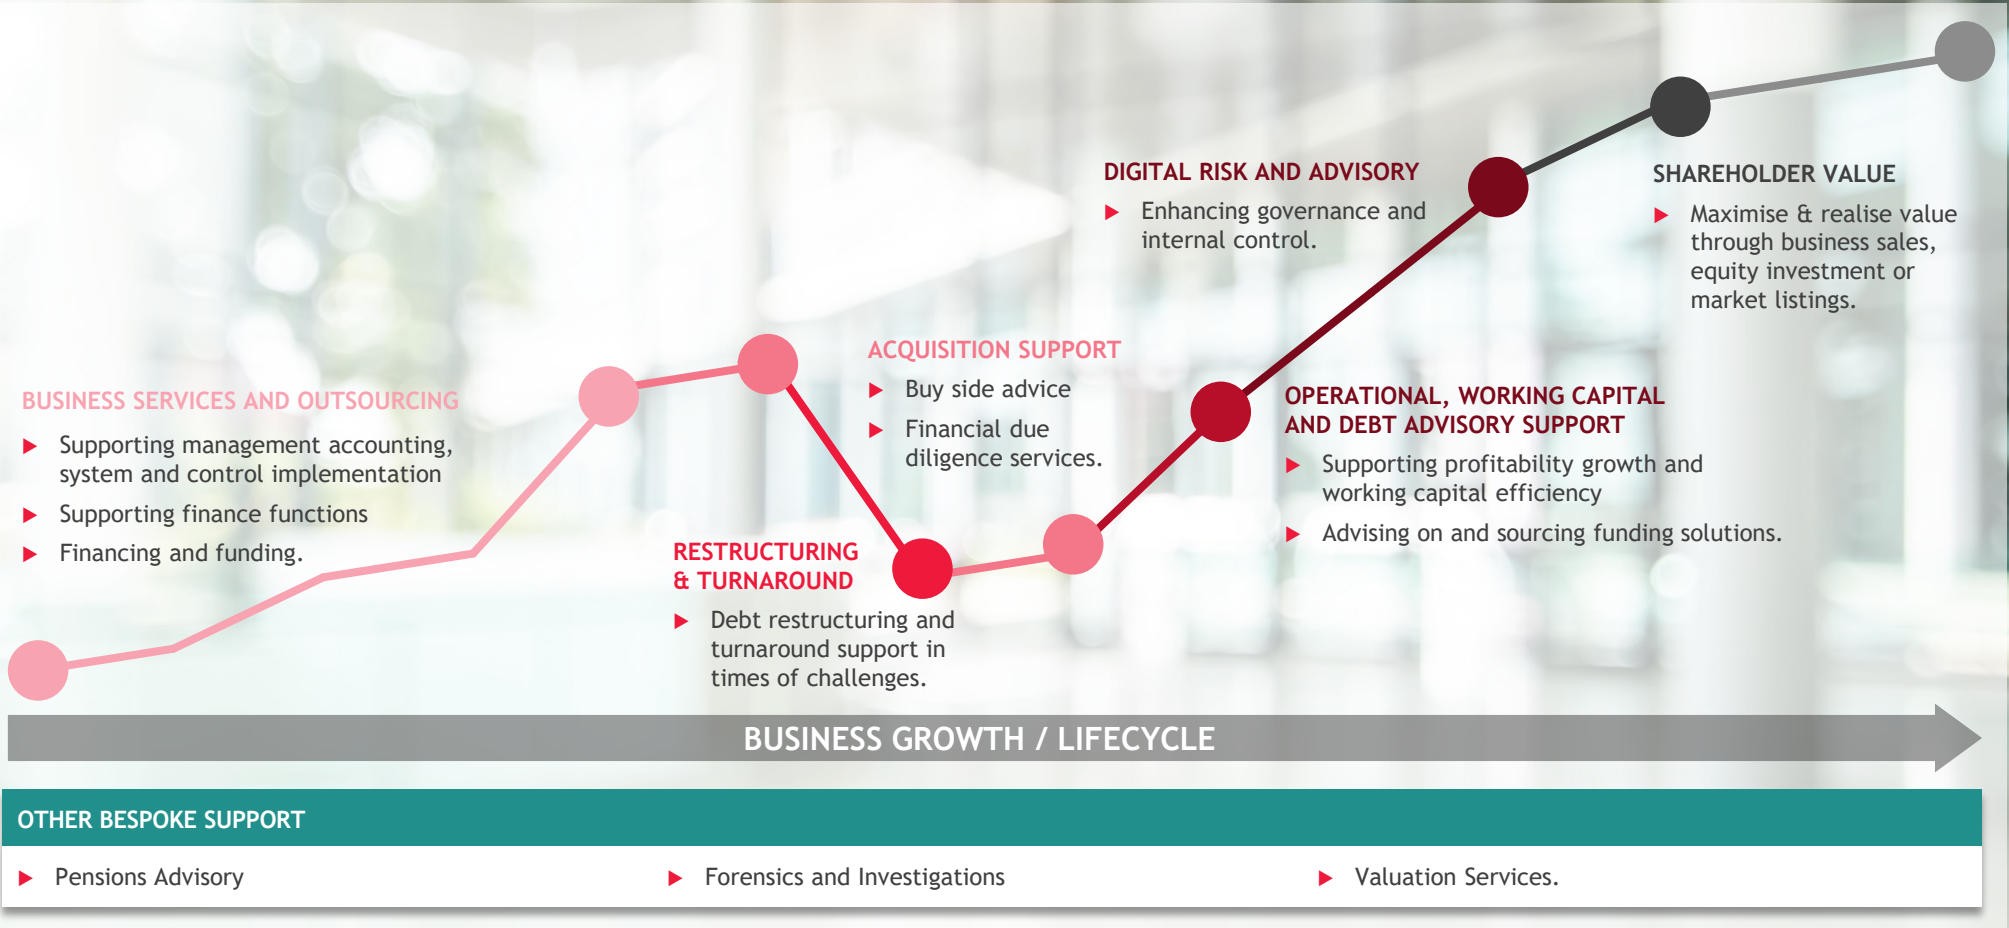 BUSINESS SERVICES AND OUTSOURCING
Supporting management accounting,
system and control implementation
Supporting finance functions
Financing and funding.
RESTRUCTURING
& TURNAROUND
Debt restructuring and
turnaround support in
times of challenges.
ACQUISITION SUPPORT
Buy side advice
Financial due
diligence services.
DIGITAL RISK AND ADVISORY
Enhancing governance and
internal control.
OPERATIONAL, WORKING CAPITAL
AND DEBT ADVISORY SUPPORT
Supporting profitability growth and
working capital efficiency
Advising on and sourcing funding solutions.
SHAREHOLDER VALUE
Maximise & realise value
through business sales,
equity investment or
market listings.
BUSINESS GROWTH / LIFECYCLE
OTHER BESPOKE SUPPORT
Pensions Advisory
Forensics and Investigations
Valuation Services.